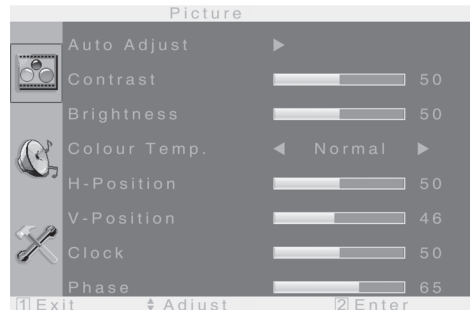 Picture
Auto Adjust
Contrast 50
Brightness 50
Colour Temp. Normal
H-Position 50
V-Position 46
Clock 50
Phase 65
1 Exit Adjust 2 Enter